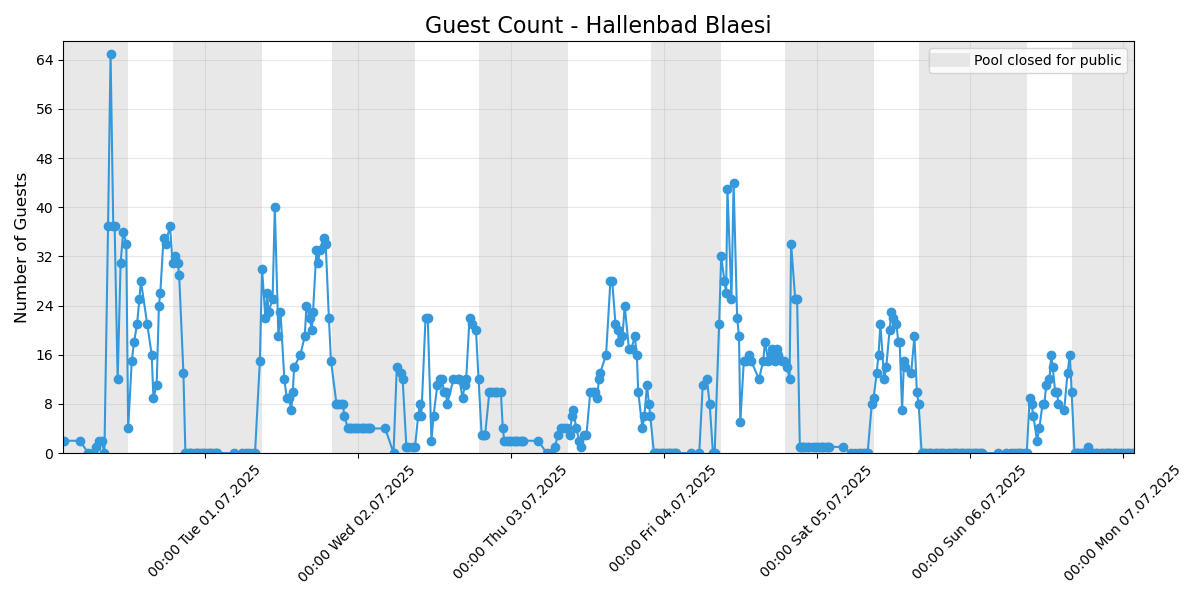 Guest Count - Hallenbad Blaesi
Pool closed for public
Number of Guests
64
56
48
40
32
24
16
8
0
00:00 Tue 01.07.2025
00:00 Wed 02.07.2025
00:00 Thu 03.07.2025
00:00 Fri 04.07.2025
00:00 Sat 05.07.2025
00:00 Sun 06.07.2025
00:00 Mon 07.07.2025